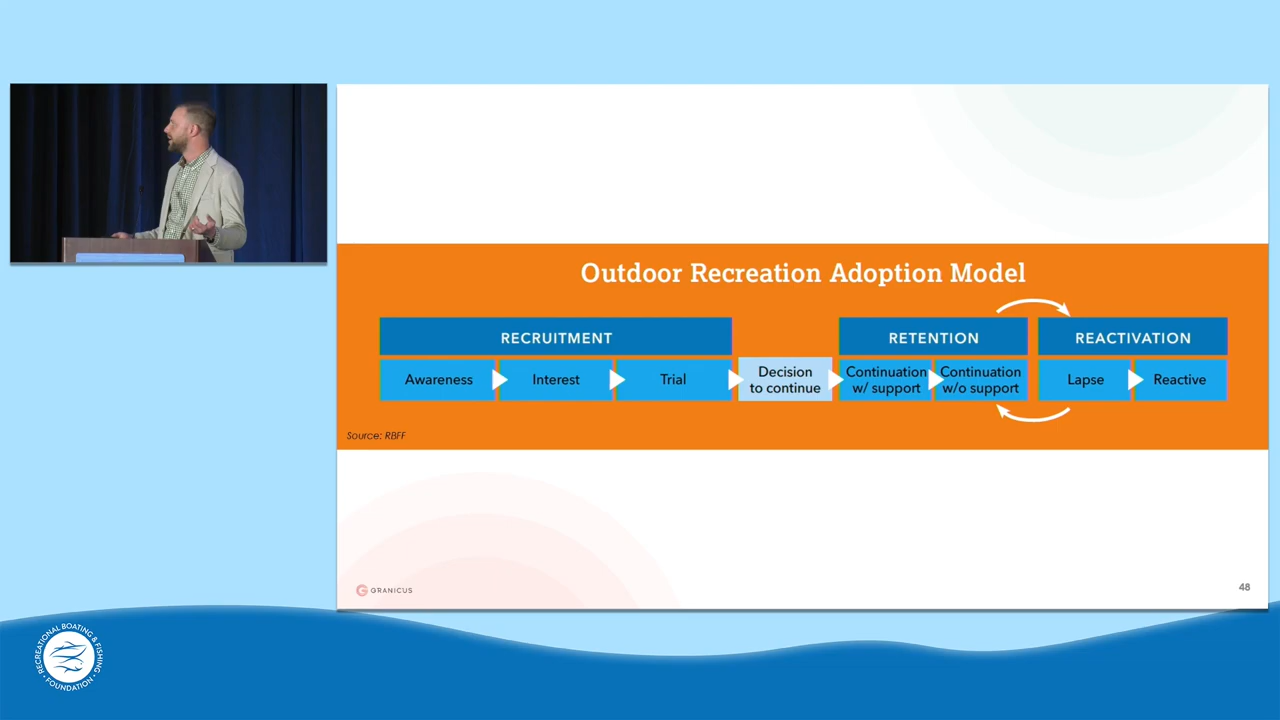 Outdoor Recreation Adoption Model
RECRUITMENT
RETENTION
REACTIVATION
Awareness
Interest
Trial
Decision
to continue
Continuation
w/ support
Continuation
w/o support
Lapse
Reactive
Source: RBFF
GRANICUS
48
RECREATIONAL BOATING & FISHING
• FOUNDATION •